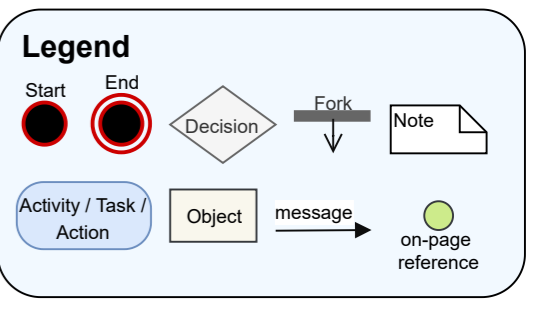 Legend
Start
End
Decision
Fork
Note
Activity / Task /
Action
Object
message
on-page
reference